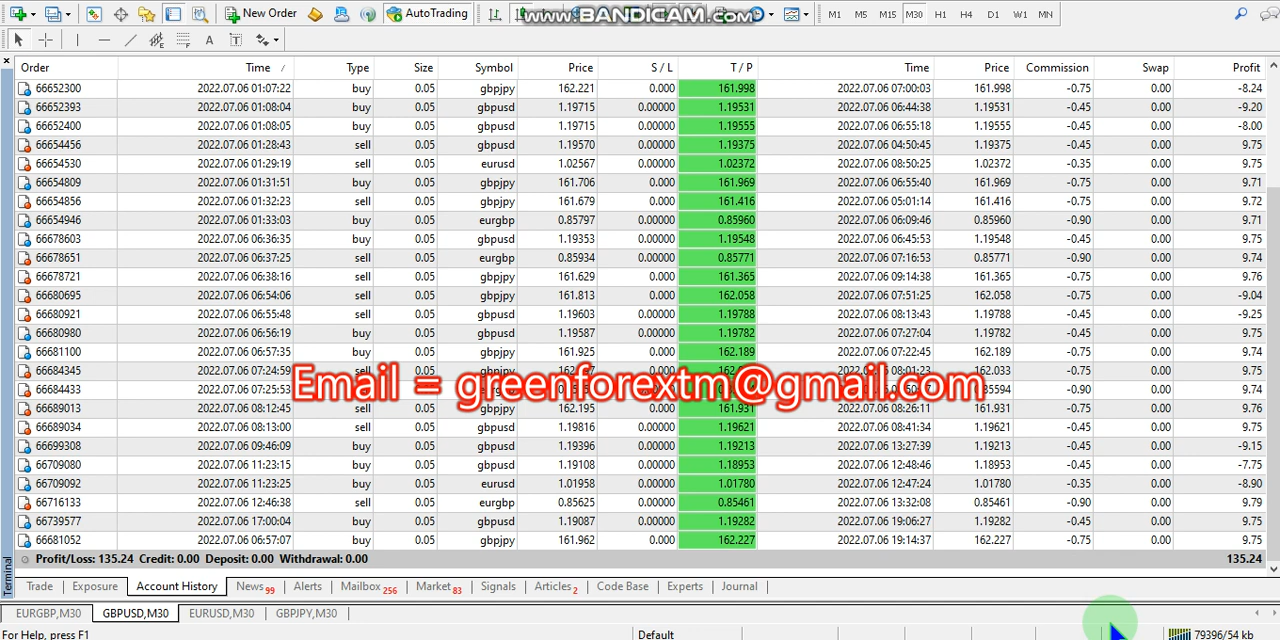 New Order AutoTrading www.BANDICAM.com M1 M5 M15 M30 H1 H4 D1 W1 MN
Order Time / Type Size Symbol Price S / L T / P Time Price Commission Swap Profit
66652300 2022.07.06 01:07:22 buy 0.05 gbpjpy 162.221 0.000 161.998 2022.07.06 07:00:03 161.998 -0.75 0.00 -8.24
66652393 2022.07.06 01:08:04 buy 0.05 gbpusd 1.19715 0.00000 1.19531 2022.07.06 06:44:38 1.19531 -0.45 0.00 -9.20
66652400 2022.07.06 01:08:05 buy 0.05 gbpusd 1.19715 0.00000 1.19555 2022.07.06 06:55:18 1.19555 -0.45 0.00 -8.00
66654456 2022.07.06 01:28:43 sell 0.05 gbpusd 1.19570 0.00000 1.19375 2022.07.06 04:50:45 1.19375 -0.45 0.00 9.75
66654530 2022.07.06 01:29:19 sell 0.05 eurusd 1.02567 0.00000 1.02372 2022.07.06 08:50:25 1.02372 -0.35 0.00 9.75
66654809 2022.07.06 01:31:51 buy 0.05 gbpjpy 161.706 0.000 161.969 2022.07.06 06:55:40 161.969 -0.75 0.00 9.71
66654856 2022.07.06 01:32:23 sell 0.05 gbpjpy 161.679 0.000 161.416 2022.07.06 05:01:14 161.416 -0.75 0.00 9.72
66654946 2022.07.06 01:33:03 buy 0.05 eurgbp 0.85797 0.00000 0.85960 2022.07.06 06:09:46 0.85960 -0.90 0.00 9.71
66678603 2022.07.06 06:36:35 buy 0.05 gbpusd 1.19353 0.00000 1.19548 2022.07.06 06:45:53 1.19548 -0.45 0.00 9.75
66678651 2022.07.06 06:37:25 sell 0.05 eurgbp 0.85934 0.00000 0.85771 2022.07.06 07:16:53 0.85771 -0.90 0.00 9.74
66678721 2022.07.06 06:38:16 sell 0.05 gbpjpy 161.629 0.000 161.365 2022.07.06 09:14:38 161.365 -0.75 0.00 9.76
66680695 2022.07.06 06:54:06 sell 0.05 gbpjpy 161.813 0.000 162.058 2022.07.06 07:51:25 162.058 -0.75 0.00 -9.04
66680921 2022.07.06 06:55:48 sell 0.05 gbpusd 1.19603 0.00000 1.19788 2022.07.06 08:13:43 1.19788 -0.45 0.00 -9.25
66680980 2022.07.06 06:56:19 buy 0.05 gbpusd 1.19587 0.00000 1.19782 2022.07.06 07:27:04 1.19782 -0.45 0.00 9.75
66681100 2022.07.06 06:57:35 buy 0.05 gbpjpy 161.925 0.000 162.189 2022.07.06 07:22:45 162.189 -0.75 0.00 9.74
66684345 2022.07.06 07:24:59 2022.07.06 08:01:23 162.033 -0.75 0.00 9.76
66684433 2022.07.06 07:25:53 -0.90 0.00 9.74
Email = greenforextm@gmail.com
66689013 2022.07.06 08:12:45 sell 0.05 gbpjpy 162.195 0.000 161.931 2022.07.06 08:26:11 161.931 -0.75 0.00 9.76
66689034 2022.07.06 08:13:00 sell 0.05 gbpusd 1.19816 0.00000 1.19621 2022.07.06 08:41:34 1.19621 -0.45 0.00 9.75
66699308 2022.07.06 09:46:09 buy 0.05 gbpusd 1.19396 0.00000 1.19213 2022.07.06 13:27:39 1.19213 -0.45 0.00 -9.15
66709080 2022.07.06 11:23:15 buy 0.05 gbpusd 1.19108 0.00000 1.18953 2022.07.06 12:48:46 1.18953 -0.45 0.00 -7.75
66709092 2022.07.06 11:23:25 buy 0.05 eurusd 1.01958 0.00000 1.01780 2022.07.06 12:47:24 1.01780 -0.35 0.00 -8.90
66716133 2022.07.06 12:46:38 sell 0.05 eurgbp 0.85625 0.00000 0.85461 2022.07.06 13:32:08 0.85461 -0.90 0.00 9.79
66739577 2022.07.06 17:00:04 buy 0.05 gbpusd 1.19087 0.00000 1.19282 2022.07.06 19:06:27 1.19282 -0.45 0.00 9.75
66681052 2022.07.06 06:57:07 buy 0.05 gbpjpy 161.962 0.000 162.227 2022.07.06 19:14:37 162.227 -0.75 0.00 9.75
Profit/Loss: 135.24 Credit: 0.00 Deposit: 0.00 Withdrawal: 0.00 135.24
Terminal
Trade Exposure Account History News 99 Alerts Mailbox 256 Market 83 Signals Articles 2 Code Base Experts Journal
EURGBP,M30 GBPUSD,M30 EURUSD,M30 GBPJPY,M30
For Help, press F1 Default 79396/54 kb